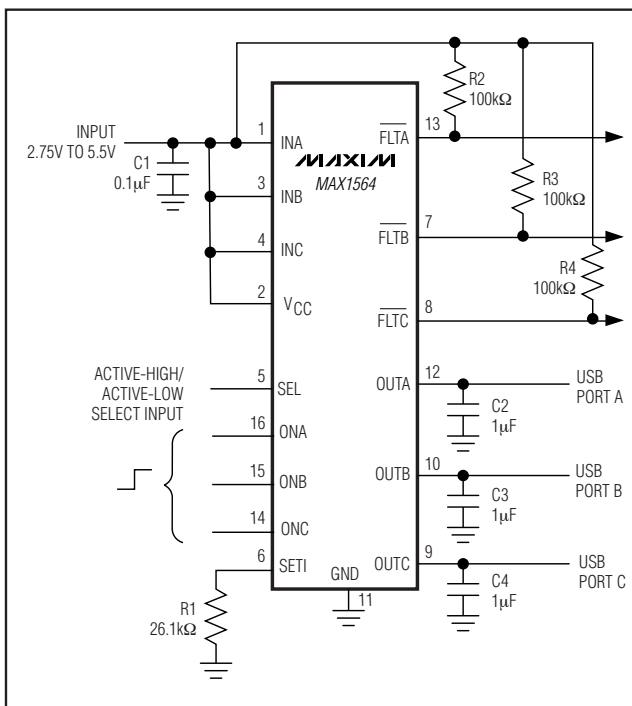 INPUT
2.75V TO 5.5V
C1
0.1µF
1
INA
3
INB
4
INC
2
VCC
ACTIVE-HIGH/
ACTIVE-LOW
SELECT INPUT
5
SEL
16
ONA
15
ONB
14
ONC
6
SETI
R1
26.1kΩ
MAXIM
MAX1564
GND
11
R2
100kΩ
13
FLTA
R3
100kΩ
7
FLTB
R4
100kΩ
8
FLTC
12
OUTA
C2
1µF
USB
PORT A
10
OUTB
C3
1µF
USB
PORT B
9
OUTC
C4
1µF
USB
PORT C